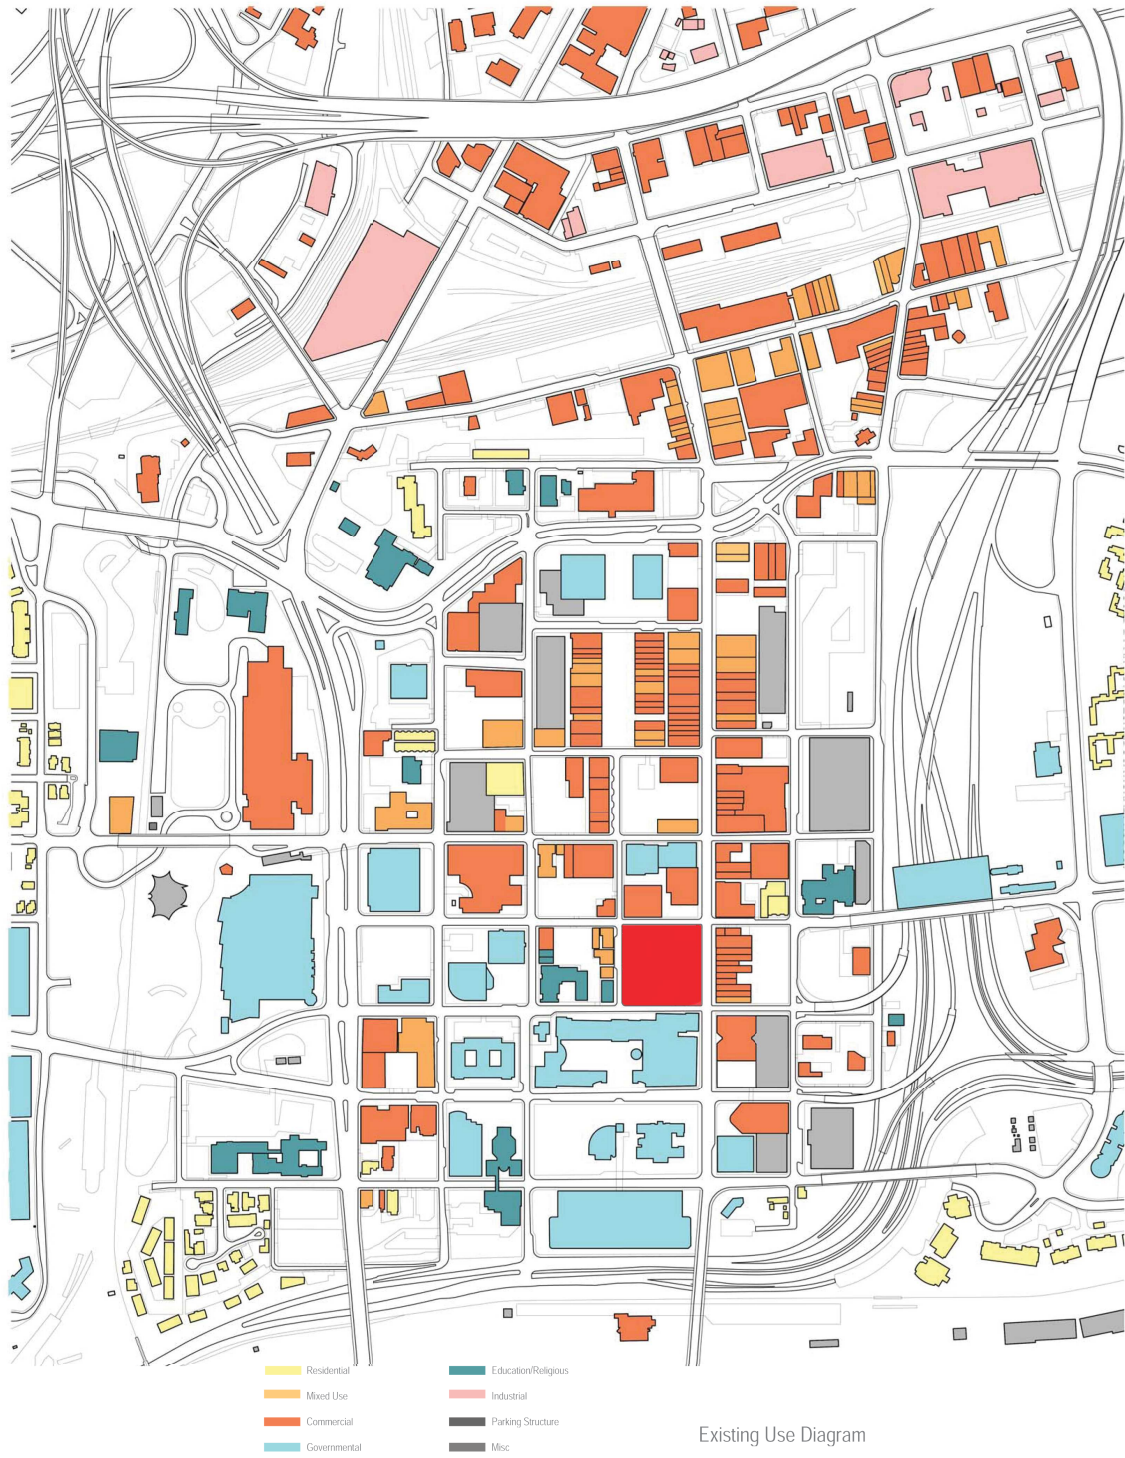 Residential
Mixed Use
Commercial
Governmental
Education/Religious
Industrial
Parking Structure
Misc
Existing Use Diagram